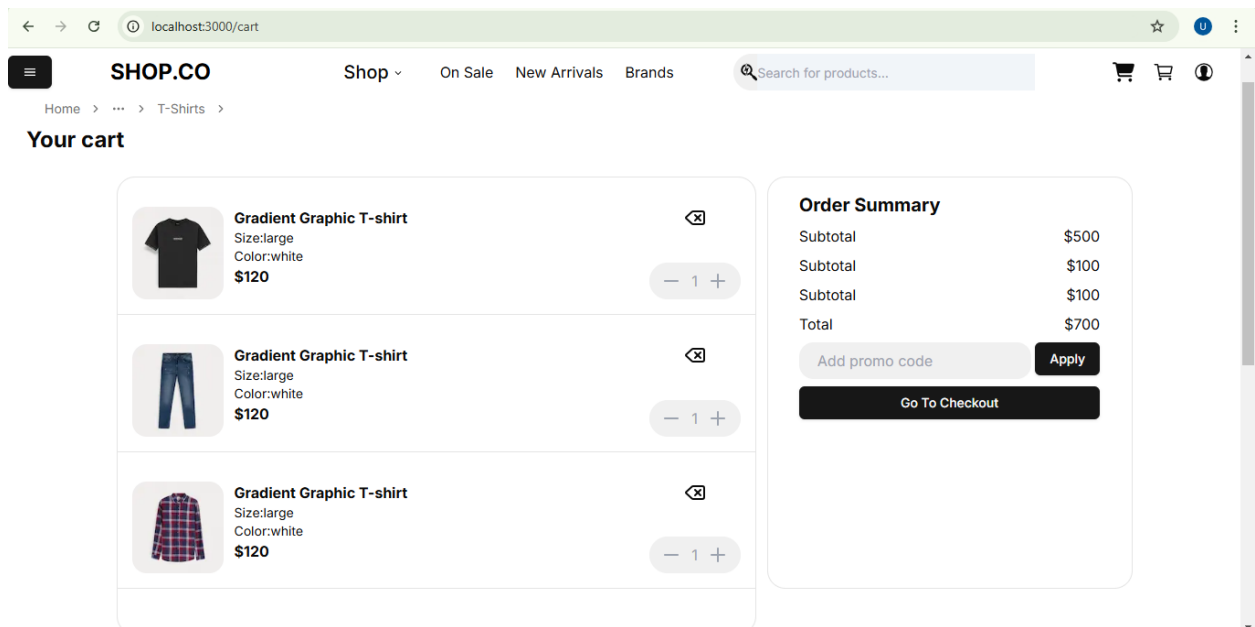 localhost:3000/cart
U
SHOP.CO
Shop
On Sale
New Arrivals
Brands
Search for products...
Home > ... > T-Shirts >
Your cart
Gradient Graphic T-shirt
Size:large
Color:white
$120
1
Gradient Graphic T-shirt
Size:large
Color:white
$120
1
Gradient Graphic T-shirt
Size:large
Color:white
$120
1
Order Summary
Subtotal $500
Subtotal $100
Subtotal $100
Total $700
Add promo code
Apply
Go To Checkout